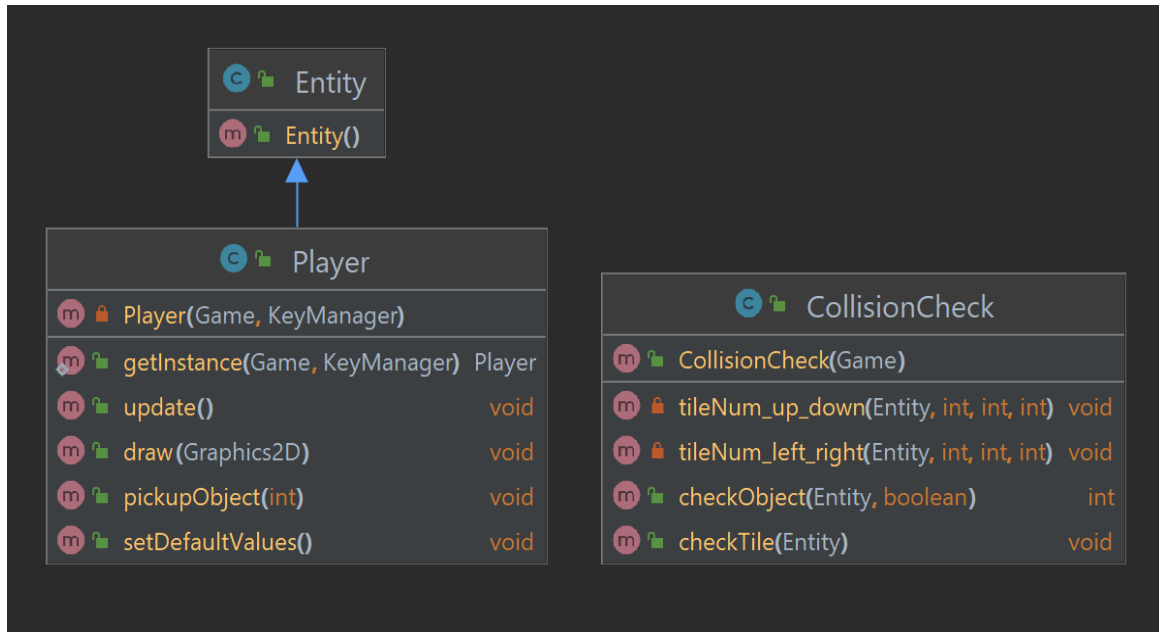 Entity
Entity()
Player
Player(Game, KeyManager)
getInstance(Game, KeyManager) Player
update() void
draw(Graphics2D) void
pickupObject(int) void
setDefaultValues() void
CollisionCheck
CollisionCheck(Game)
tileNum_up_down(Entity, int, int, int) void
tileNum_left_right(Entity, int, int, int) void
checkObject(Entity, boolean) int
checkTile(Entity) void